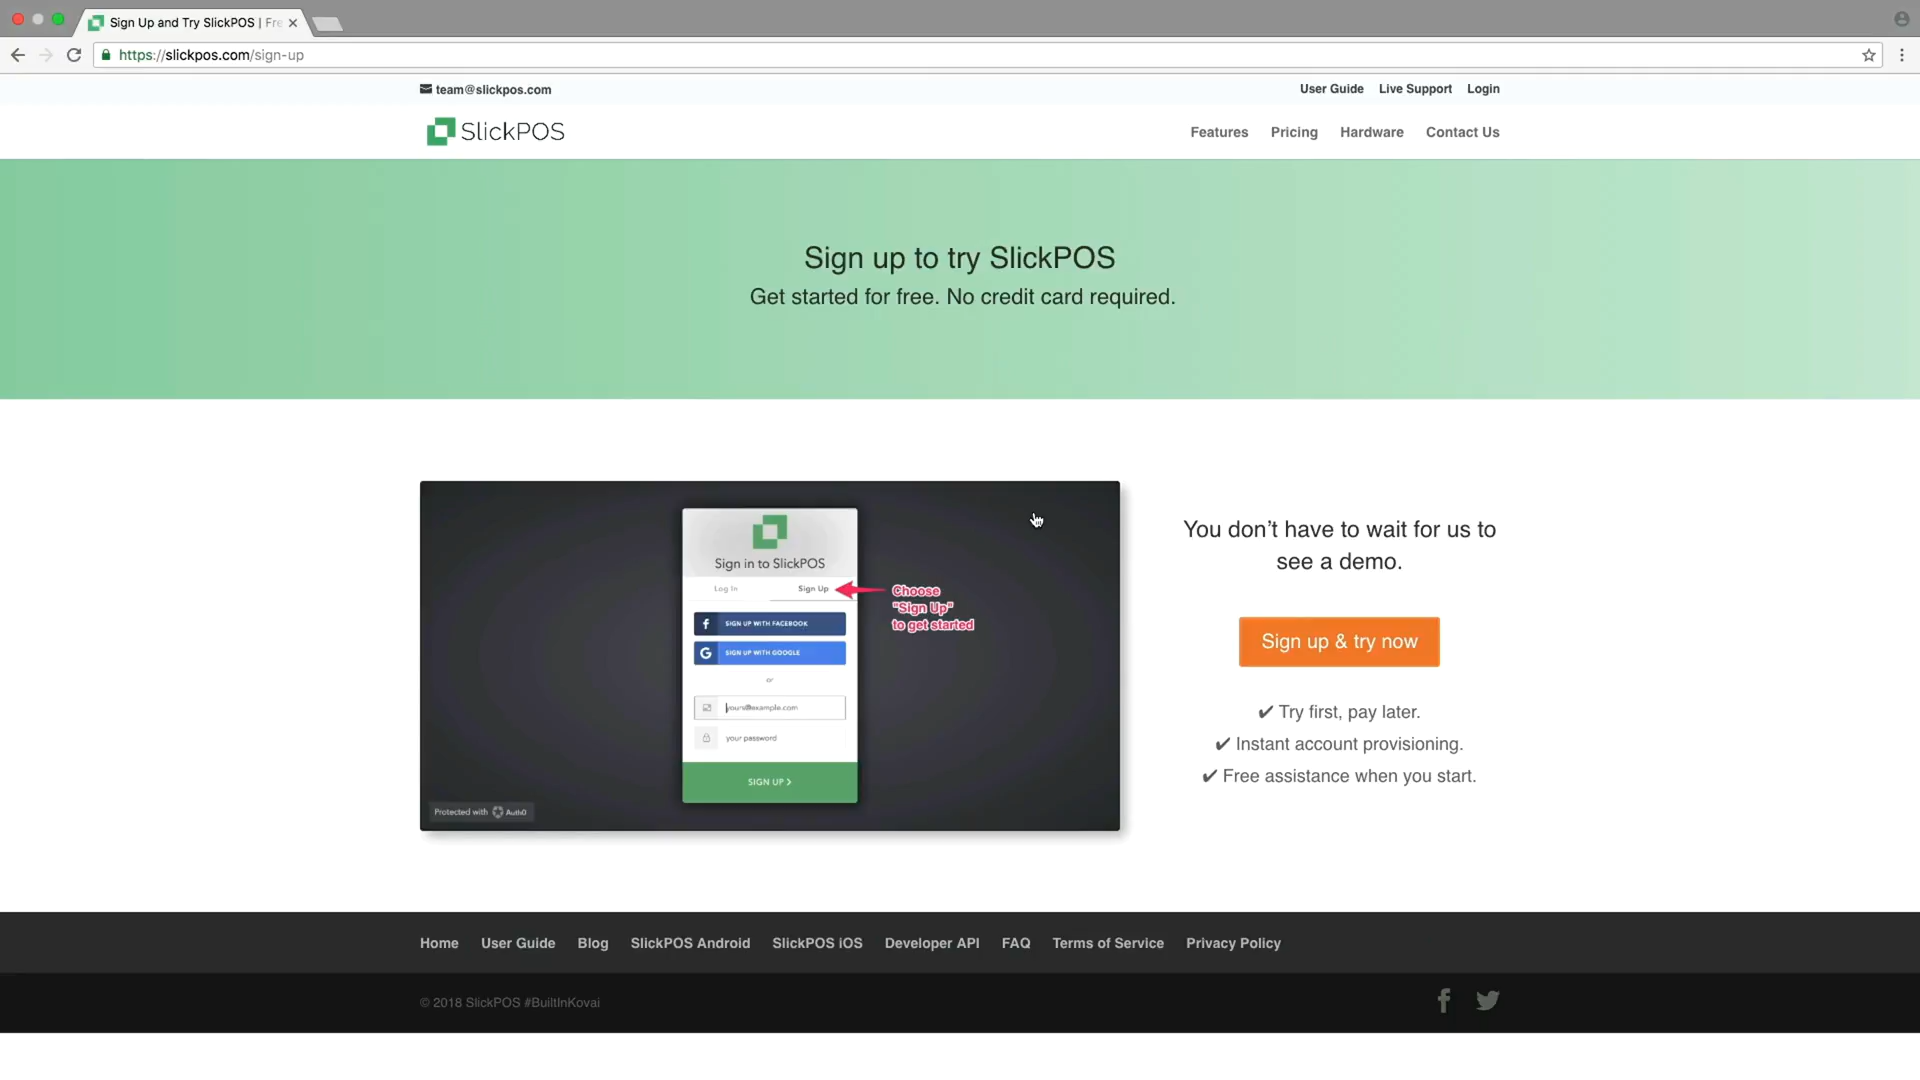 Sign Up and Try SlickPOS | Fre
https://slickpos.com/sign-up
team@slickpos.com
User Guide Live Support Login
SlickPOS
Features Pricing Hardware Contact Us
Sign up to try SlickPOS
Get started for free. No credit card required.
Sign in to SlickPOS
Log In Sign Up
Choose
"Sign Up"
to get started
SIGN UP WITH FACEBOOK
SIGN UP WITH GOOGLE
or
yours@example.com
your password
SIGN UP >
Protected with Auth0
You don’t have to wait for us to
see a demo.
Sign up & try now
✔ Try first, pay later.
✔ Instant account provisioning.
✔ Free assistance when you start.
Home User Guide Blog SlickPOS Android SlickPOS iOS Developer API FAQ Terms of Service Privacy Policy
© 2018 SlickPOS #BuiltInKovai